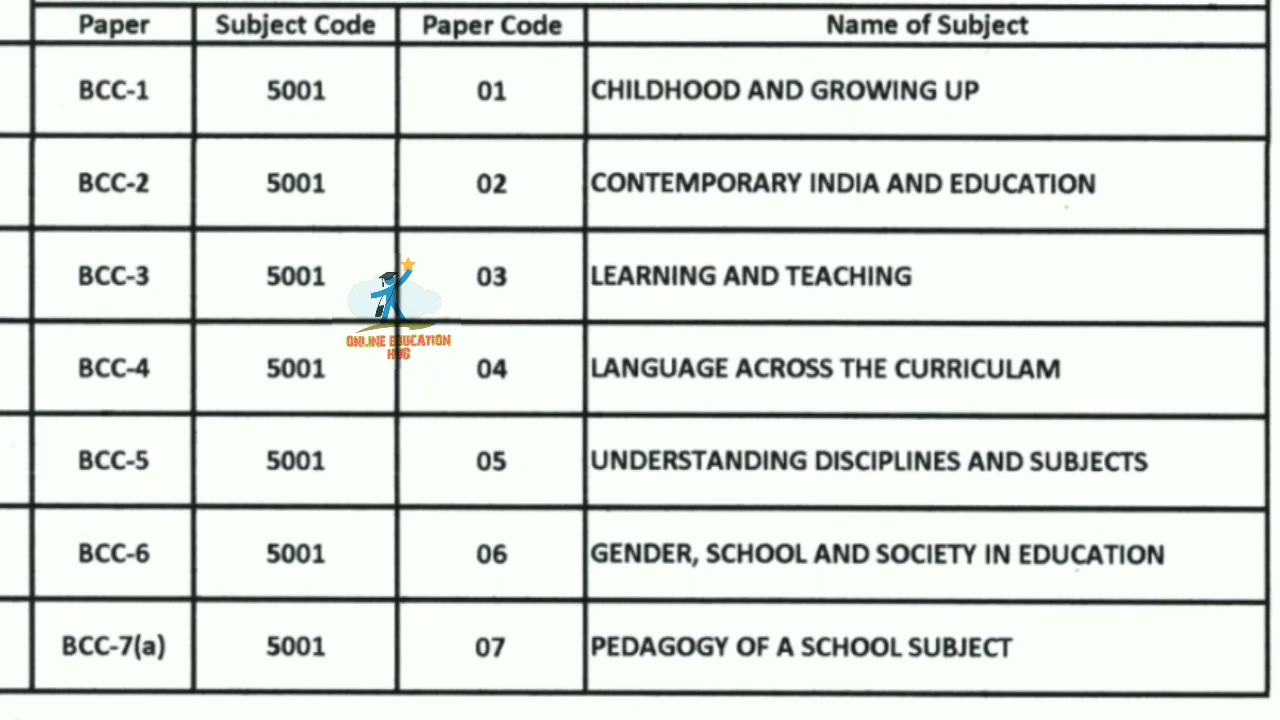 Paper Subject Code Paper Code Name of Subject
BCC-1 5001 01 CHILDHOOD AND GROWING UP
BCC-2 5001 02 CONTEMPORARY INDIA AND EDUCATION
BCC-3 5001 03 LEARNING AND TEACHING
ONLINE EDUCATION
HUG
BCC-4 5001 04 LANGUAGE ACROSS THE CURRICULAM
BCC-5 5001 05 UNDERSTANDING DISCIPLINES AND SUBJECTS
BCC-6 5001 06 GENDER, SCHOOL AND SOCIETY IN EDUCATION
BCC-7(a) 5001 07 PEDAGOGY OF A SCHOOL SUBJECT